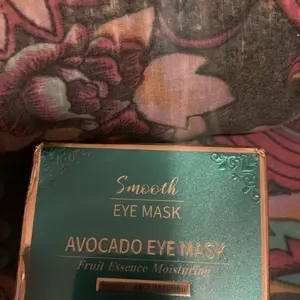 Smooth
EYE MASK
AVOCADO EYE MASK
Fruit Essence Moisturing